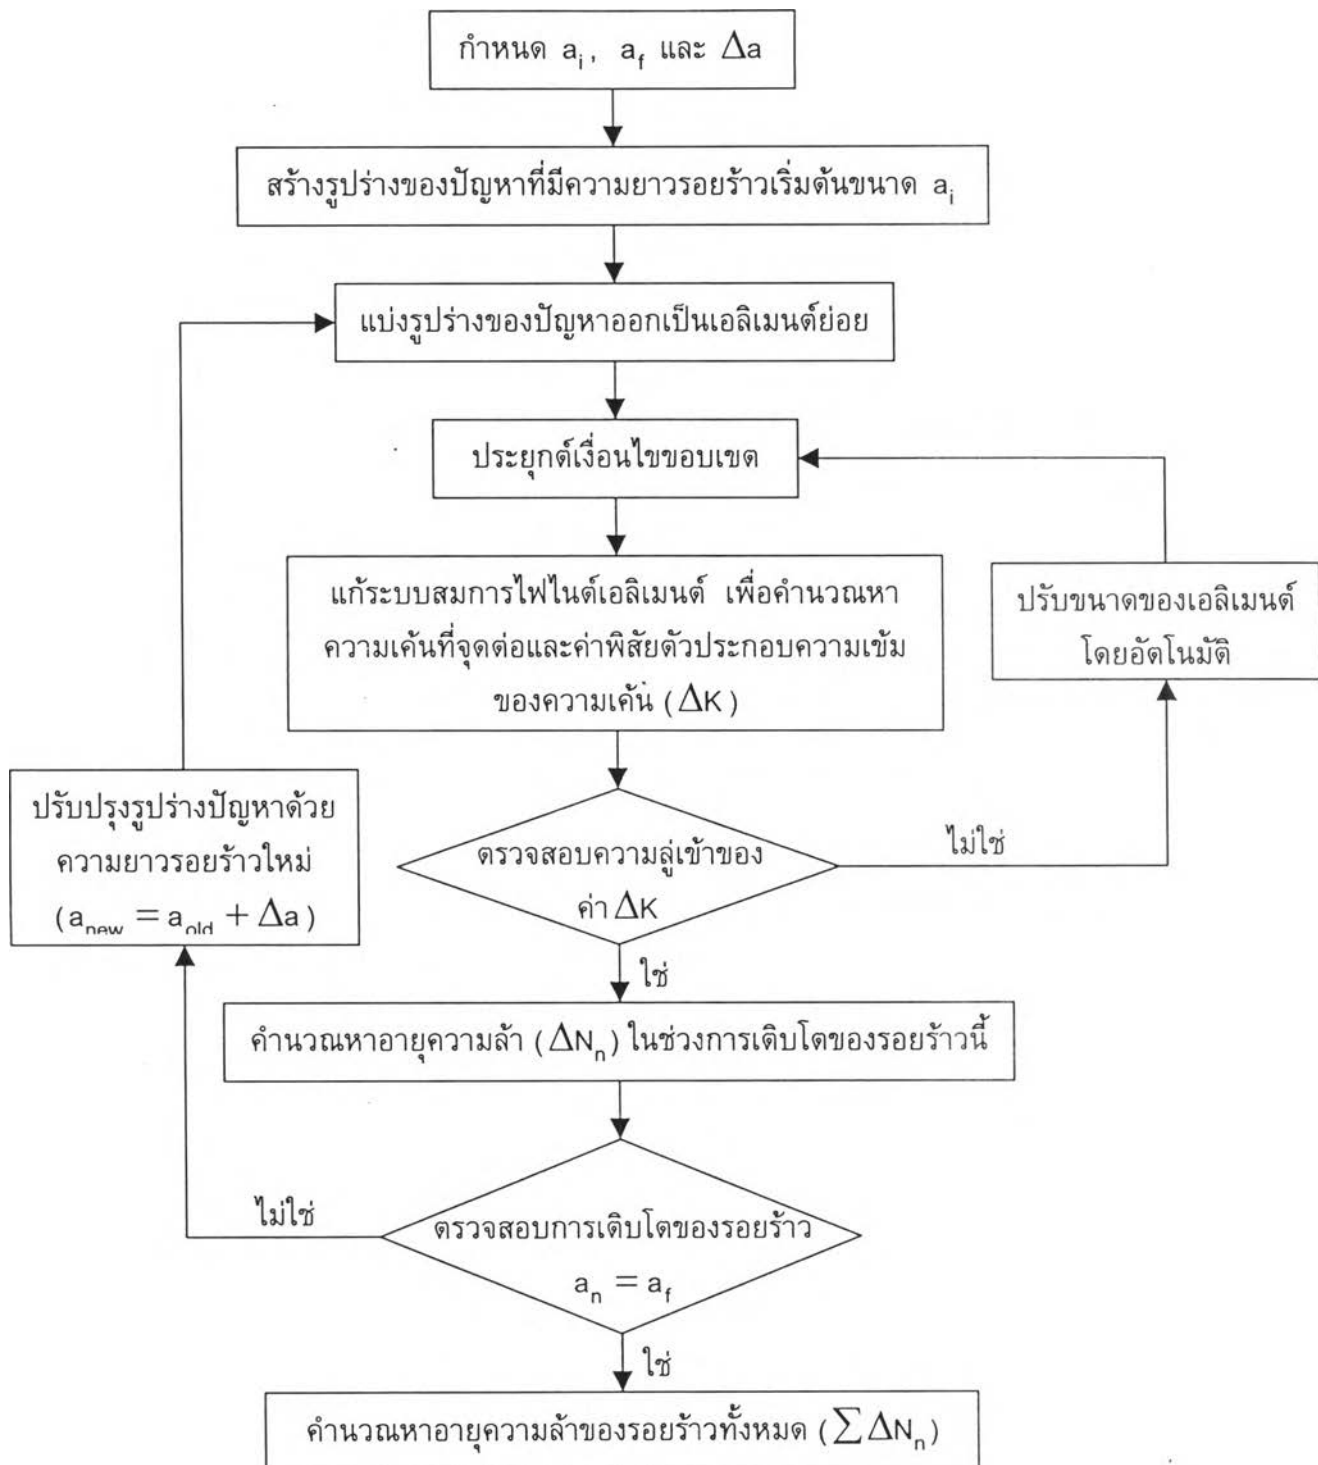 กำหนด a_i, a_f และ Δa
สร้างรูปร่างของปัญหาที่มีความยาวรอยร้าวเริ่มต้นขนาด a_i
แบ่งรูปร่างของปัญหาออกเป็นเอลิเมนต์ย่อย
ประยุกต์เงื่อนไขขอบเขต
แก้ระบบสมการไฟไนต์เอลิเมนต์ เพื่อคำนวณหา
ความเค้นที่จุดต่อและค่าพิสัยตัวประกอบความเข้ม
ของความเค้น (ΔK)
ปรับขนาดของเอลิเมนต์
โดยอัตโนมัติ
ปรับปรุงรูปร่างปัญหาด้วย
ความยาวรอยร้าวใหม่
(a_new = a_old + Δa)
ตรวจสอบความลู่เข้าของ
ค่า ΔK
ไม่ใช่
ใช่
คำนวณหาอายุความล้า (ΔN_n) ในช่วงการเติบโตของรอยร้าวนี้
ไม่ใช่
ตรวจสอบการเติบโตของรอยร้าว
a_n = a_f
ใช่
คำนวณหาอายุความล้าของรอยร้าวทั้งหมด (∑ΔN_n)